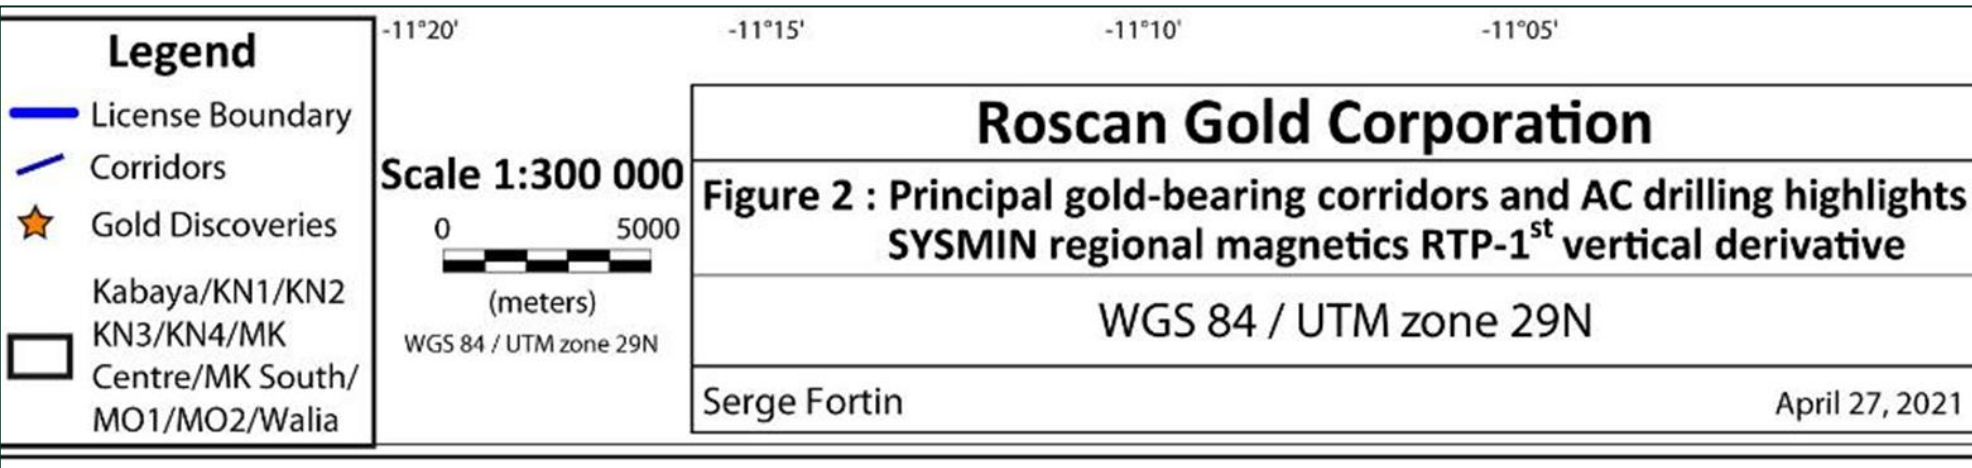 -11°20'
-11°15'
-11°10'
-11°05'
Legend
License Boundary
Corridors
Gold Discoveries
Kabaya/KN1/KN2
KN3/KN4/MK
Centre/MK South/
MO1/MO2/Walia
Scale 1:300 000
0 5000
(meters)
WGS 84 / UTM zone 29N
Roscan Gold Corporation
Figure 2 : Principal gold-bearing corridors and AC drilling highlights
SYSMIN regional magnetics RTP-1st vertical derivative
WGS 84 / UTM zone 29N
Serge Fortin
April 27, 2021